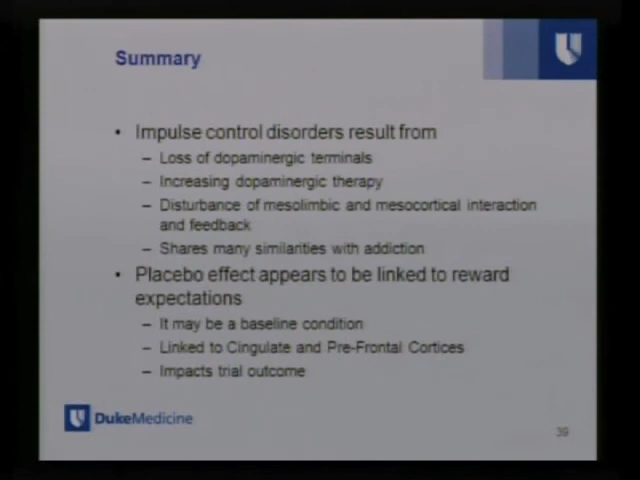 Summary
• Impulse control disorders result from
– Loss of dopaminergic terminals
– Increasing dopaminergic therapy
– Disturbance of mesolimbic and mesocortical interaction
and feedback
– Shares many similarities with addiction
• Placebo effect appears to be linked to reward
expectations
– It may be a baseline condition
– Linked to Cingulate and Pre-Frontal Cortices
– Impacts trial outcome
DukeMedicine
39